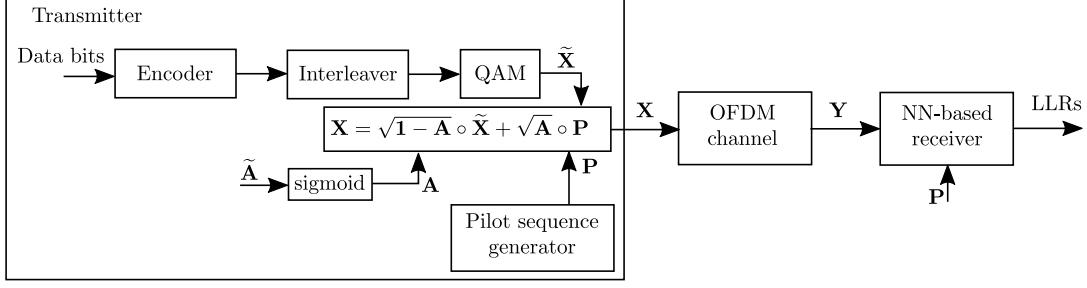 Transmitter
Data bits
Encoder
Interleaver
QAM
X̃
X = √(1 − A) ∘ X̃ + √A ∘ P
X
OFDM
channel
Y
NN-based
receiver
LLRs
Ã
sigmoid
A
P
P
Pilot sequence
generator